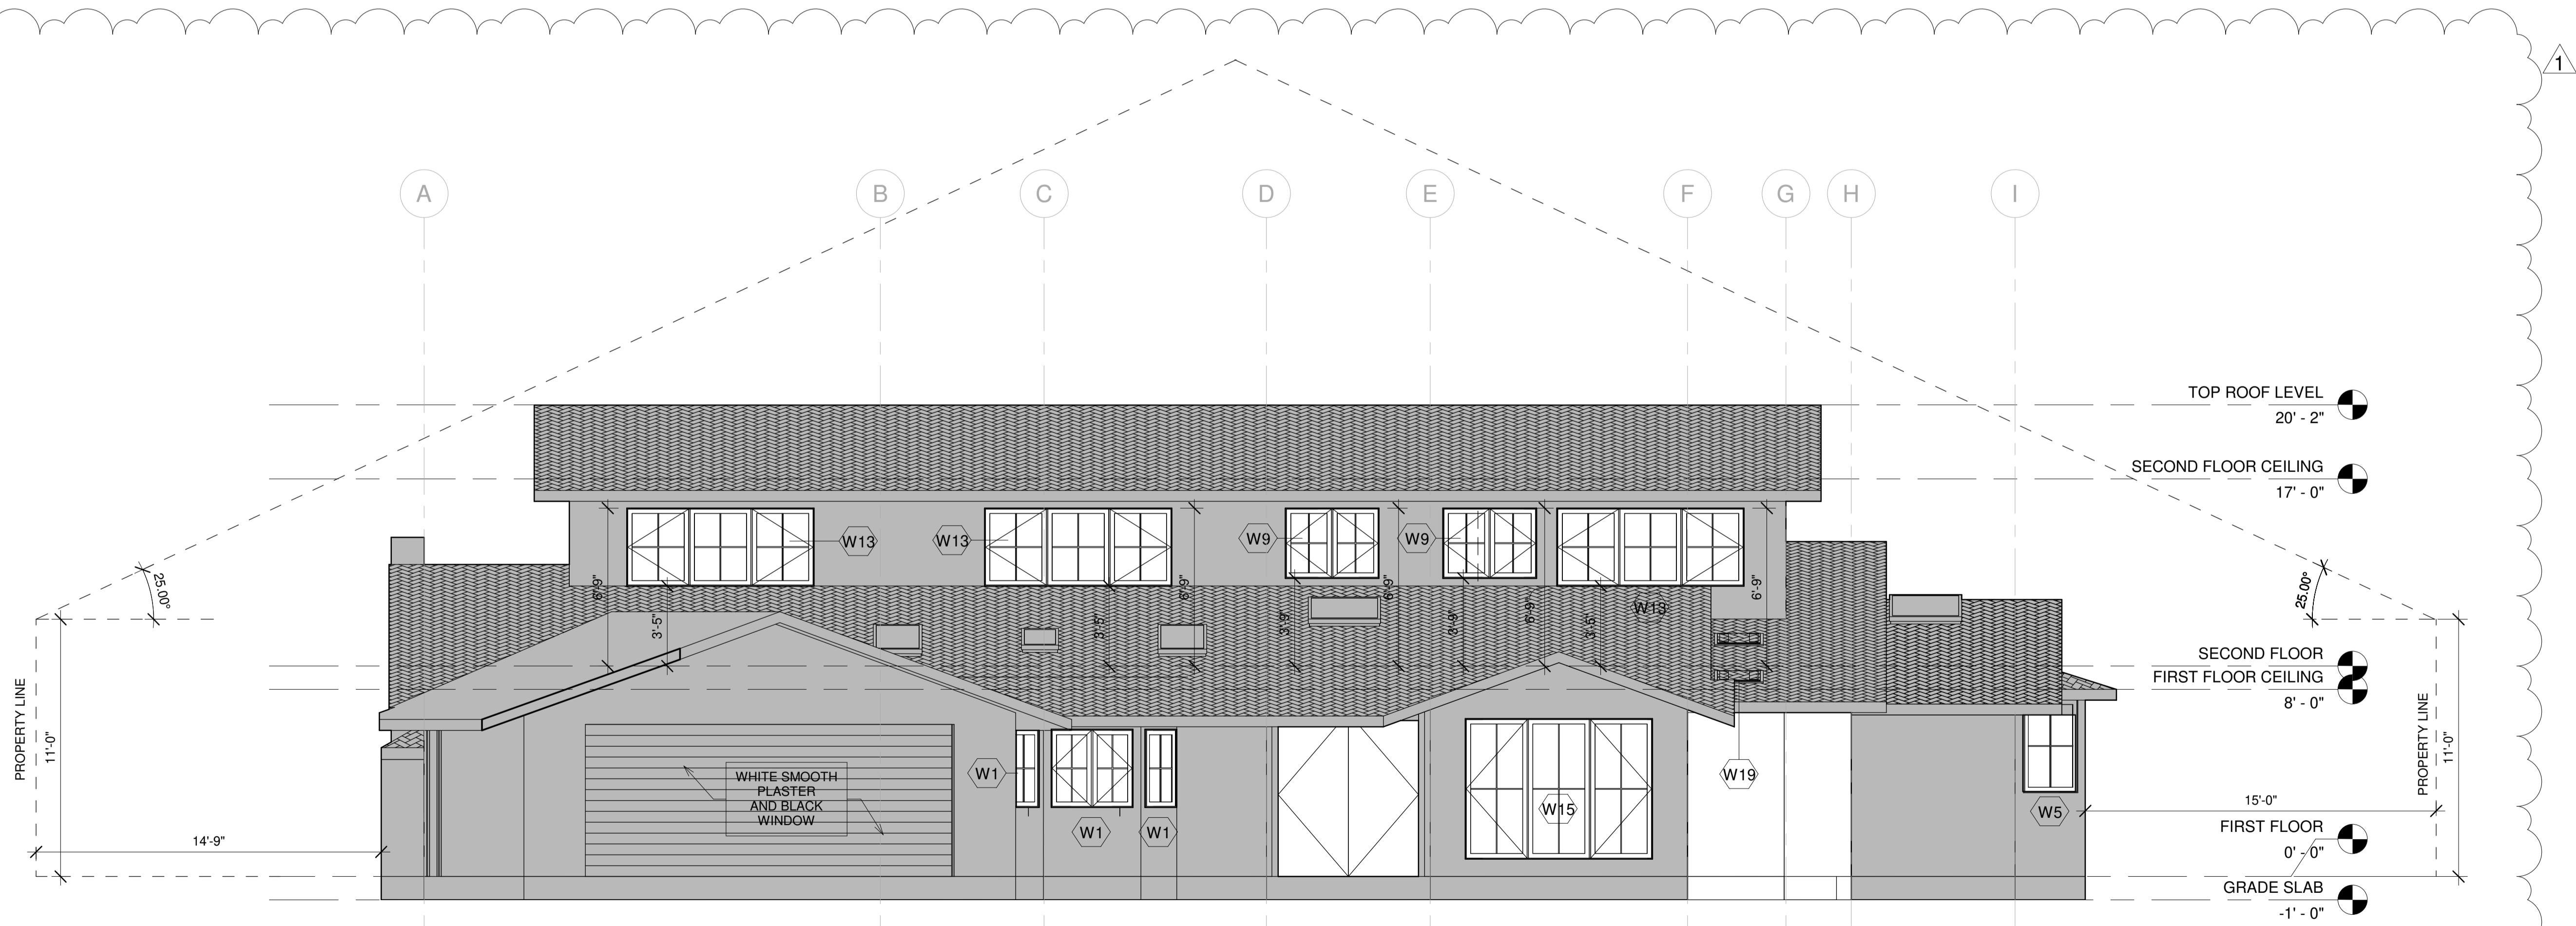 1
A
B
C
D
E
F
G
H
I
TOP ROOF LEVEL
20' - 2"
SECOND FLOOR CEILING
17' - 0"
W13
W13
W9
W9
25.00°
25.00°
6'-9"
3'-5"
3'-5"
6'-9"
3'-9"
6'-9"
3'-9"
6'-9"
3'-5"
W13
6'-9"
SECOND FLOOR
FIRST FLOOR CEILING
8' - 0"
PROPERTY LINE
11'-0"
PROPERTY LINE
11'-0"
WHITE SMOOTH
PLASTER
AND BLACK
WINDOW
W1
W1
W1
W15
W19
W5
14'-9"
15'-0"
FIRST FLOOR
0' - 0"
GRADE SLAB
-1' - 0"